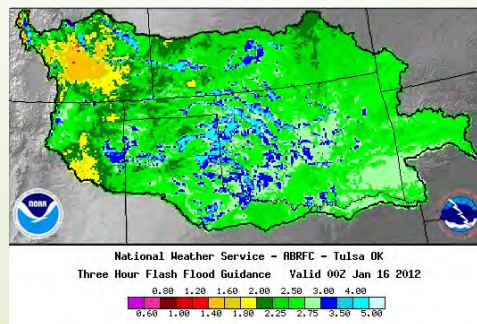 NOAA
National Weather Service - ABRFC - Tulsa OK
Three Hour Flash Flood Guidance Valid 00Z Jan 16 2012
0.80 1.20 1.60 2.00 2.50 3.00 4.00
0.60 1.00 1.40 1.80 2.25 2.75 3.50 5.00